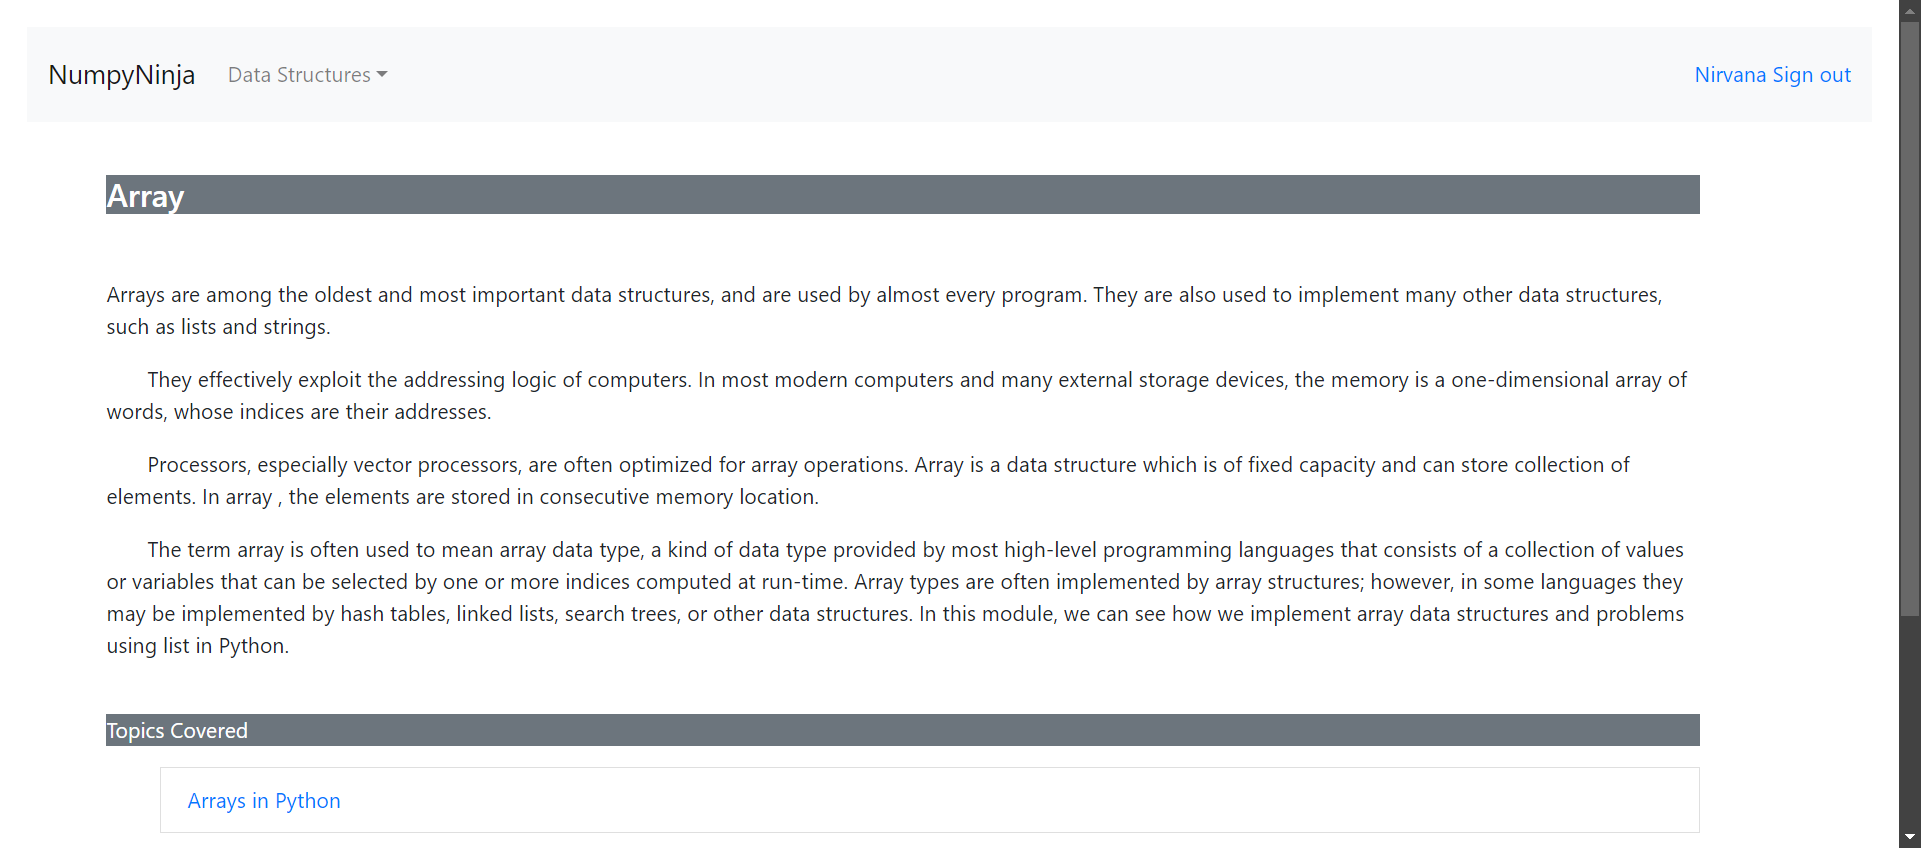 NumpyNinja Data Structures Nirvana Sign out
Array
Arrays are among the oldest and most important data structures, and are used by almost every program. They are also used to implement many other data structures,
such as lists and strings.
They effectively exploit the addressing logic of computers. In most modern computers and many external storage devices, the memory is a one-dimensional array of
words, whose indices are their addresses.
Processors, especially vector processors, are often optimized for array operations. Array is a data structure which is of fixed capacity and can store collection of
elements. In array , the elements are stored in consecutive memory location.
The term array is often used to mean array data type, a kind of data type provided by most high-level programming languages that consists of a collection of values
or variables that can be selected by one or more indices computed at run-time. Array types are often implemented by array structures; however, in some languages they
may be implemented by hash tables, linked lists, search trees, or other data structures. In this module, we can see how we implement array data structures and problems
using list in Python.
Topics Covered
Arrays in Python